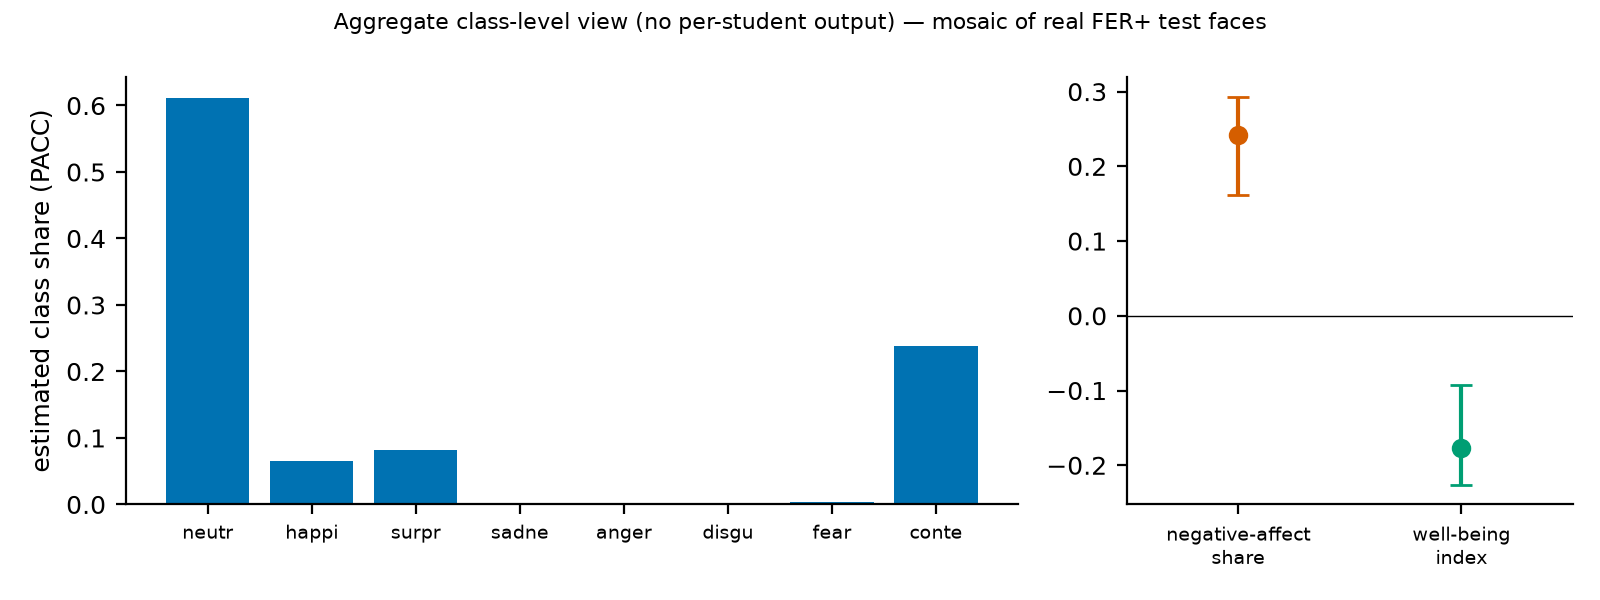 Aggregate class-level view (no per-student output) — mosaic of real FER+ test faces
estimated class share (PACC)
0.6
0.5
0.4
0.3
0.2
0.1
0.0
neutr happi surpr sadne anger disgu fear conte
0.3
0.2
0.1
0.0
−0.1
−0.2
negative-affect share
well-being index